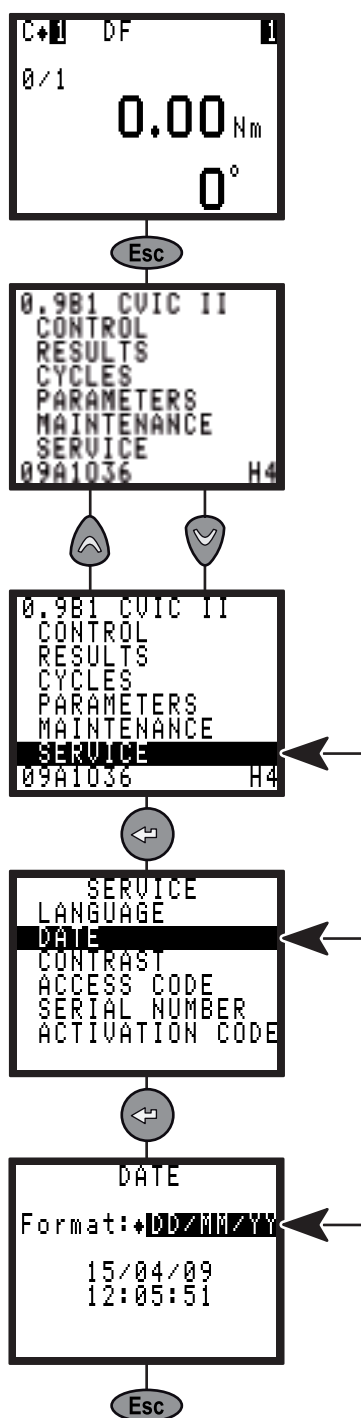 C♦1 DF 1
0/1
0.00 Nm
0°
Esc
0.9B1 CVIC II
CONTROL
RESULTS
CYCLES
PARAMETERS
MAINTENANCE
SERVICE
09A1036 H4
0.9B1 CVIC II
CONTROL
RESULTS
CYCLES
PARAMETERS
MAINTENANCE
SERVICE
09A1036 H4
SERVICE
LANGUAGE
DATE
CONTRAST
ACCESS CODE
SERIAL NUMBER
ACTIVATION CODE
DATE
Format:♦DD/MM/YY
15/04/09
12:05:51
Esc